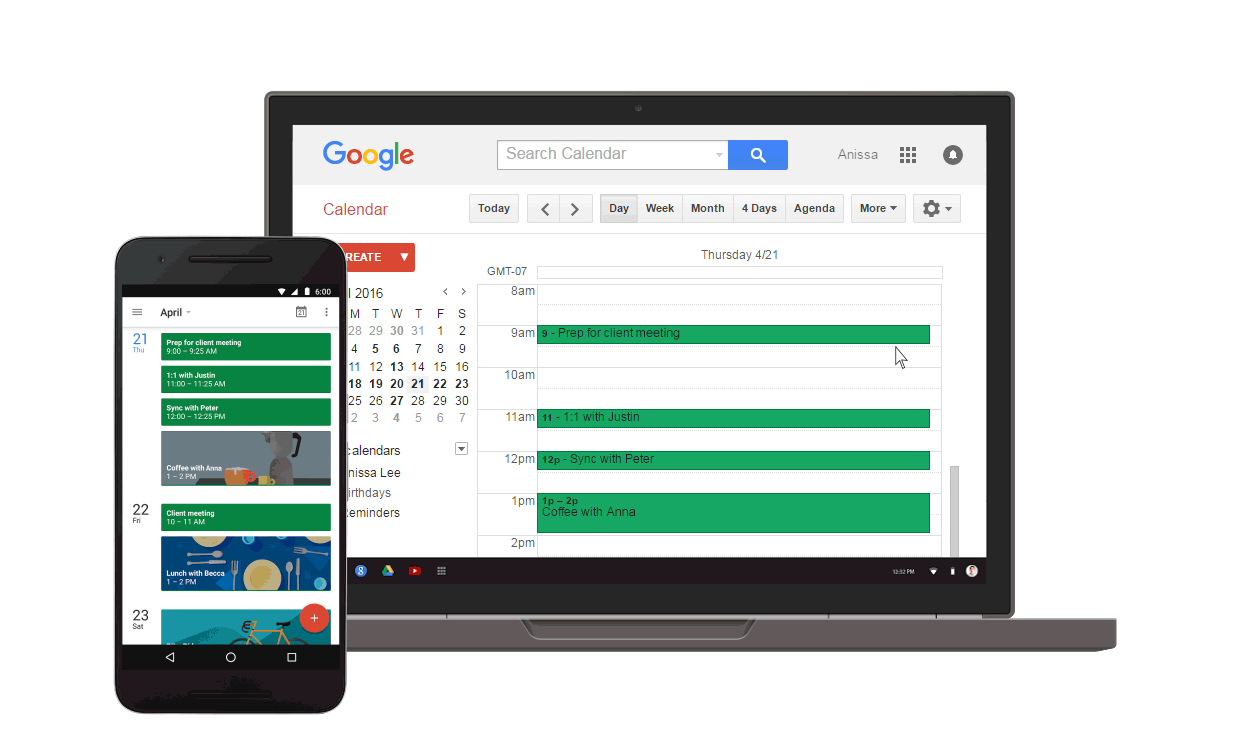 Google
Search Calendar
Anissa
Calendar
Today
Day
Week
Month
4 Days
Agenda
More
REATE
Thursday 4/21
GMT-07
2016
M T W T F S
28 29 30 31 1 2
4 5 6 7 8 9
11 12 13 14 15 16
18 19 20 21 22 23
25 26 27 28 29 30
2 3 4 5 6 7
alendars
nissa Lee
irthdays
Reminders
8am
9am
9 - Prep for client meeting
10am
11am
11 - 1:1 with Justin
12pm
12p - Sync with Peter
1pm
1p – 2p
Coffee with Anna
2pm
8
12:52 PM
6:00
April
21
21
Thu
Prep for client meeting
9:00 – 9:25 AM
1:1 with Justin
11:00 – 11:25 AM
Sync with Peter
12:00 – 12:25 PM
Coffee with Anna
1 – 2 PM
22
Fri
Client meeting
10 – 11 AM
Lunch with Becca
1 – 2 PM
23
Sat
+